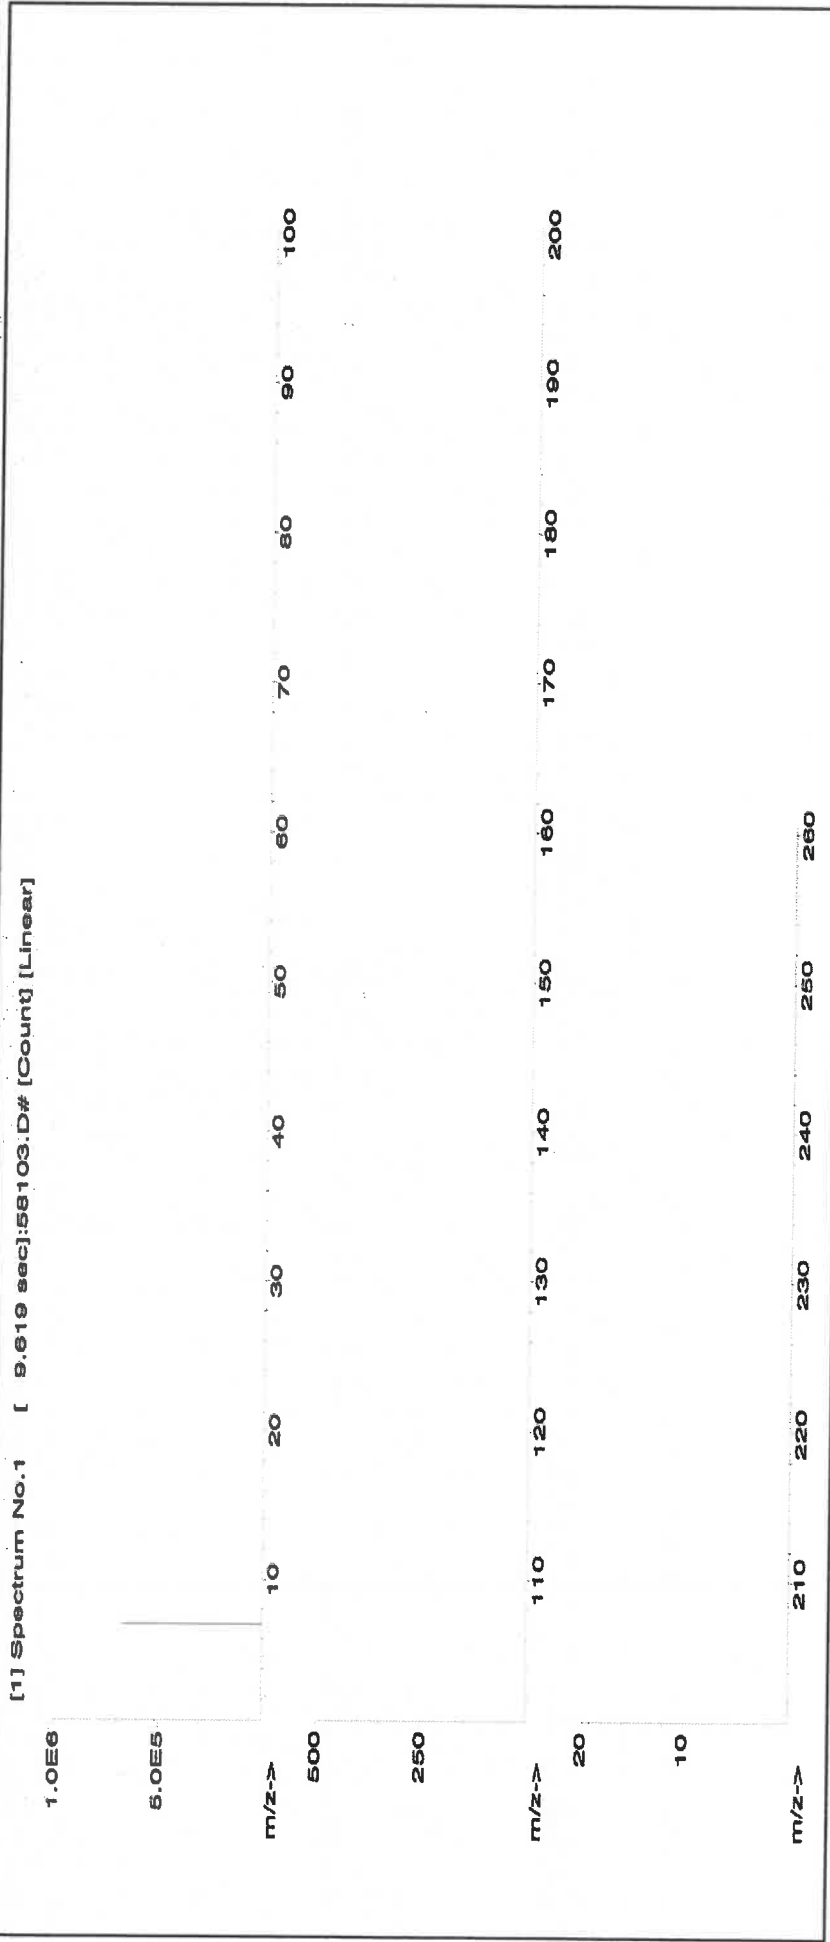 [1] Spectrum No.1 [ 9.619 sec]:58103.D# [Count] [Linear]
1.0E6
5.0E5
m/z-> 10 20 30 40 50 60 70 80 90 100
500
250
m/z-> 110 120 130 140 150 160 170 180 190 200
20
10
m/z-> 210 220 230 240 250 260